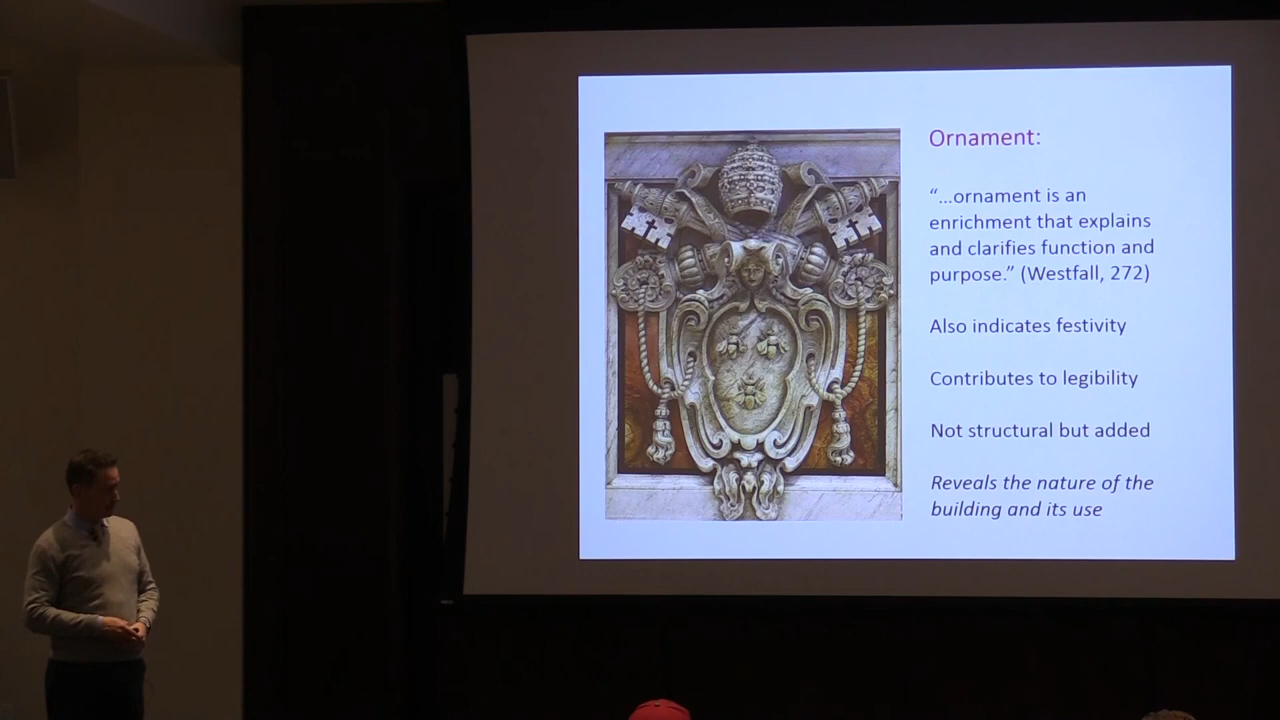 Ornament:
“...ornament is an
enrichment that explains
and clarifies function and
purpose.” (Westfall, 272)
Also indicates festivity
Contributes to legibility
Not structural but added
Reveals the nature of the
building and its use